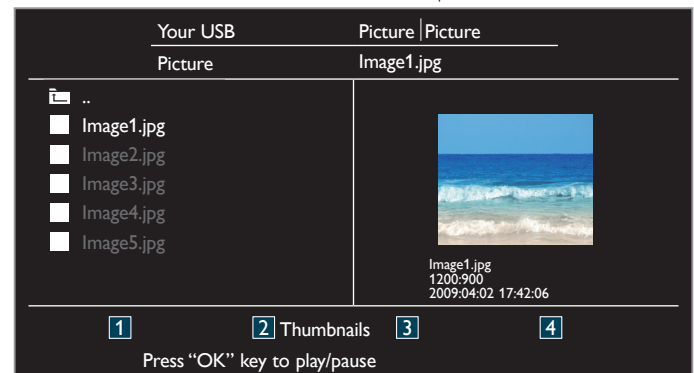 Your USB Picture Picture
Picture Image1.jpg
..
Image1.jpg
Image2.jpg
Image3.jpg
Image4.jpg
Image5.jpg
Image1.jpg
1200:900
2009:04:02 17:42:06
1 2 Thumbnails 3 4
Press “OK” key to play/pause